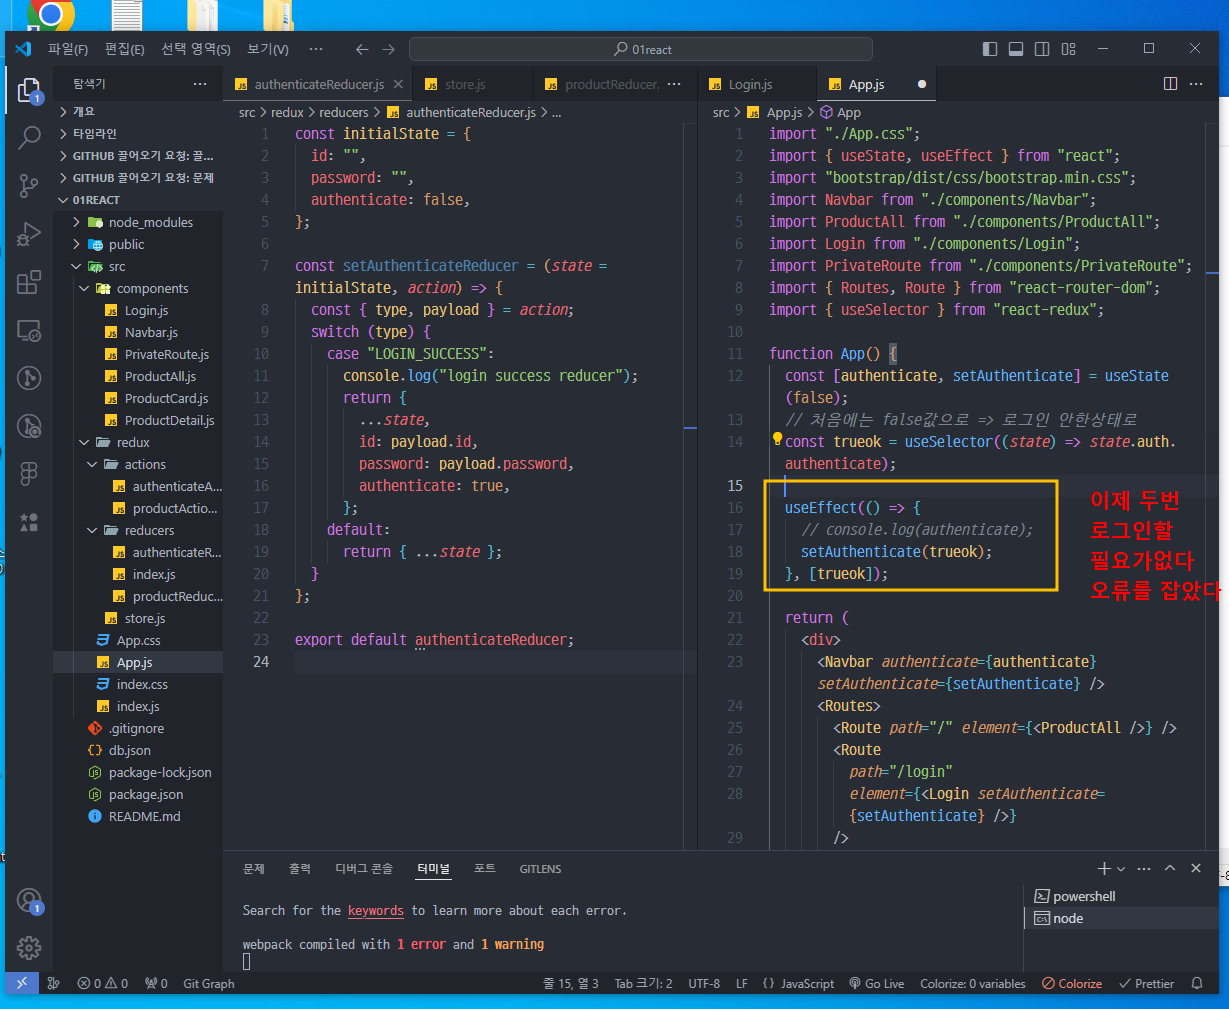 파일(F) 편집(E) 선택 영역(S) 보기(V) ··· 01react
탐색기 ···
개요
타임라인
GITHUB 끌어오기 요청: 끌...
GITHUB 끌어오기 요청: 문제
01REACT
node_modules
public
src
components
Login.js
Navbar.js
PrivateRoute.js
ProductAll.js
ProductCard.js
ProductDetail.js
redux
actions
authenticateA...
productActio...
reducers
authenticateR...
index.js
productReduc...
store.js
App.css
App.js
index.css
index.js
.gitignore
db.json
package-lock.json
package.json
README.md
authenticateReducer.js store.js productReducer. ···
src > redux > reducers > authenticateReducer.js > ...
1 const initialState = {
2 id: "",
3 password: "",
4 authenticate: false,
5 };
6
7 const setAuthenticateReducer = (state =
initialState, action) => {
8 const { type, payload } = action;
9 switch (type) {
10 case "LOGIN_SUCCESS":
11 console.log("login success reducer");
12 return {
13 ...state,
14 id: payload.id,
15 password: payload.password,
16 authenticate: true,
17 };
18 default:
19 return { ...state };
20 }
21 };
22
23 export default authenticateReducer;
24
Login.js App.js ···
src > App.js > App
1 import "./App.css";
2 import { useState, useEffect } from "react";
3 import "bootstrap/dist/css/bootstrap.min.css";
4 import Navbar from "./components/Navbar";
5 import ProductAll from "./components/ProductAll";
6 import Login from "./components/Login";
7 import PrivateRoute from "./components/PrivateRoute";
8 import { Routes, Route } from "react-router-dom";
9 import { useSelector } from "react-redux";
10
11 function App() {
12 const [authenticate, setAuthenticate] = useState
(false);
13 // 처음에는 false값으로 => 로그인 안한상태로
14 const trueok = useSelector((state) => state.auth.
authenticate);
15
16 useEffect(() => {
17 // console.log(authenticate);
18 setAuthenticate(trueok);
19 }, [trueok]);
20
21 return (
22 <div>
23 <Navbar authenticate={authenticate}
setAuthenticate={setAuthenticate} />
24 <Routes>
25 <Route path="/" element={<ProductAll />} />
26 <Route
27 path="/login"
28 element={<Login setAuthenticate=
{setAuthenticate} />}
29 />
이제 두번
로그인할
필요가없다
오류를 잡았다
문제 출력 디버그 콘솔 터미널 포트 GITLENS
Search for the keywords to learn more about each error.
webpack compiled with 1 error and 1 warning
powershell
node
0 0 0 Git Graph 줄 15, 열 3 Tab 크기: 2 UTF-8 LF {} JavaScript Go Live Colorize: 0 variables Colorize Prettier